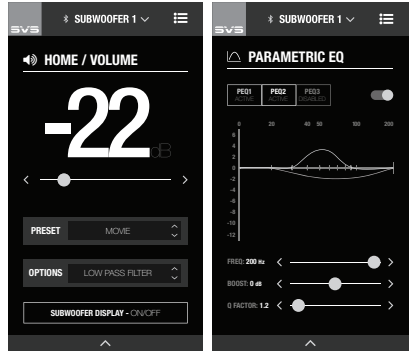 SVS
SUBWOOFER 1
HOME / VOLUME
-22
dB
PRESET MOVIE
OPTIONS LOW PASS FILTER
SUBWOOFER DISPLAY - ON/OFF
SVS
SUBWOOFER 1
PARAMETRIC EQ
PEQ1 PEQ2 PEQ3
ACTIVE ACTIVE DISABLED
0 20 40 50 100 200
6
4
2
0
-2
-4
-6
-8
-10
-12
FREQ: 200 Hz
BOOST: 0 dB
Q FACTOR: 1.2